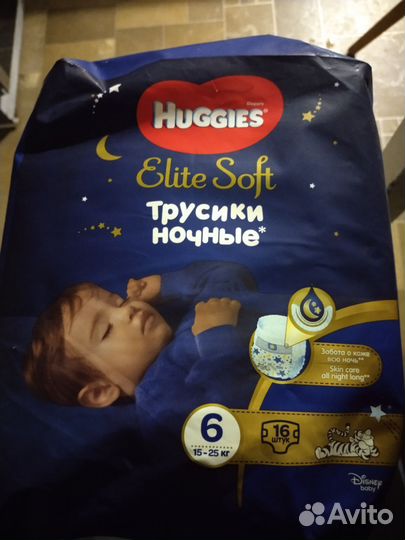 HUGGIES
Elite Soft
трусики
ночные*
Забота о коже
всю ночь**
Skin care
all night long**
6
15-25 кг
16
штук
Disney
baby
Avito